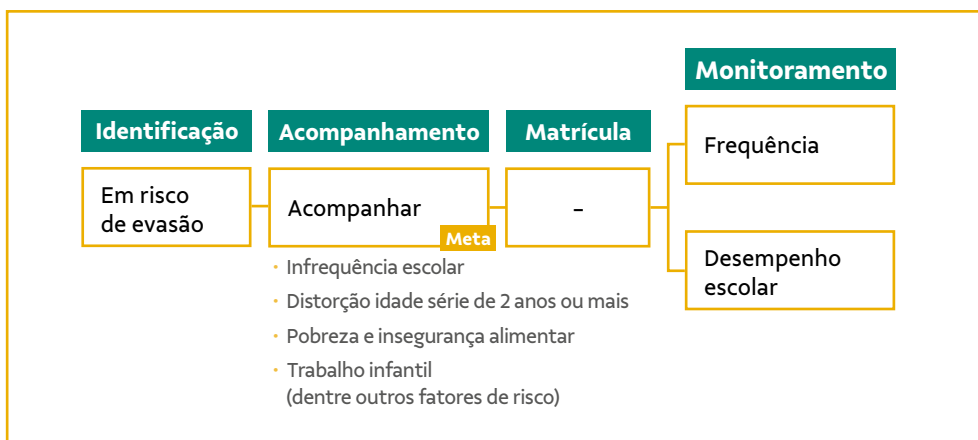 Identificação
Em risco
de evasão
Acompanhamento
Acompanhar
Meta
• Infrequência escolar
• Distorção idade série de 2 anos ou mais
• Pobreza e insegurança alimentar
• Trabalho infantil
(dentre outros fatores de risco)
Matrícula
-
Monitoramento
Frequência
Desempenho
escolar